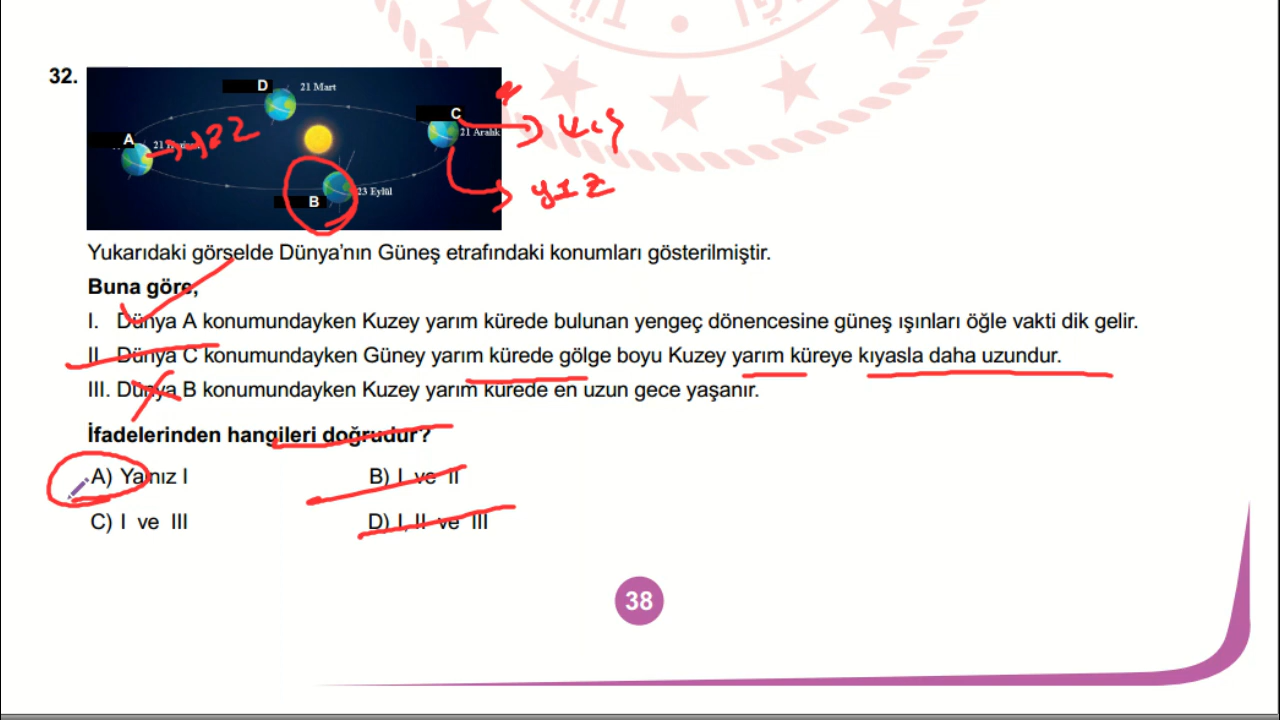 TÜ
ĞI
32.
D
21 Mart
C
21 Aralık
kış
A
21
yaz
yaz
B
23 Eylül
Yukarıdaki görselde Dünya'nın Güneş etrafındaki konumları gösterilmiştir.
Buna göre,
I. Dünya A konumundayken Kuzey yarım kürede bulunan yengeç dönencesine güneş ışınları öğle vakti dik gelir.
II. Dünya C konumundayken Güney yarım kürede gölge boyu Kuzey yarım küreye kıyasla daha uzundur.
III. Dünya B konumundayken Kuzey yarım kürede en uzun gece yaşanır.
İfadelerinden hangileri doğrudur?
A) Yalnız I
B) I ve II
C) I ve III
D) I, II ve III
38